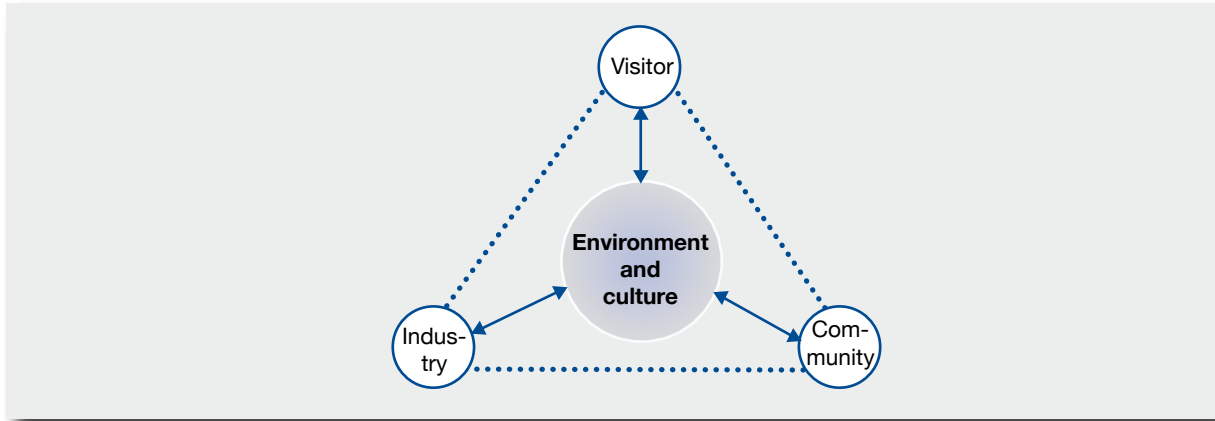 Visitor
Environment
and
culture
Indus-
try
Com-
munity